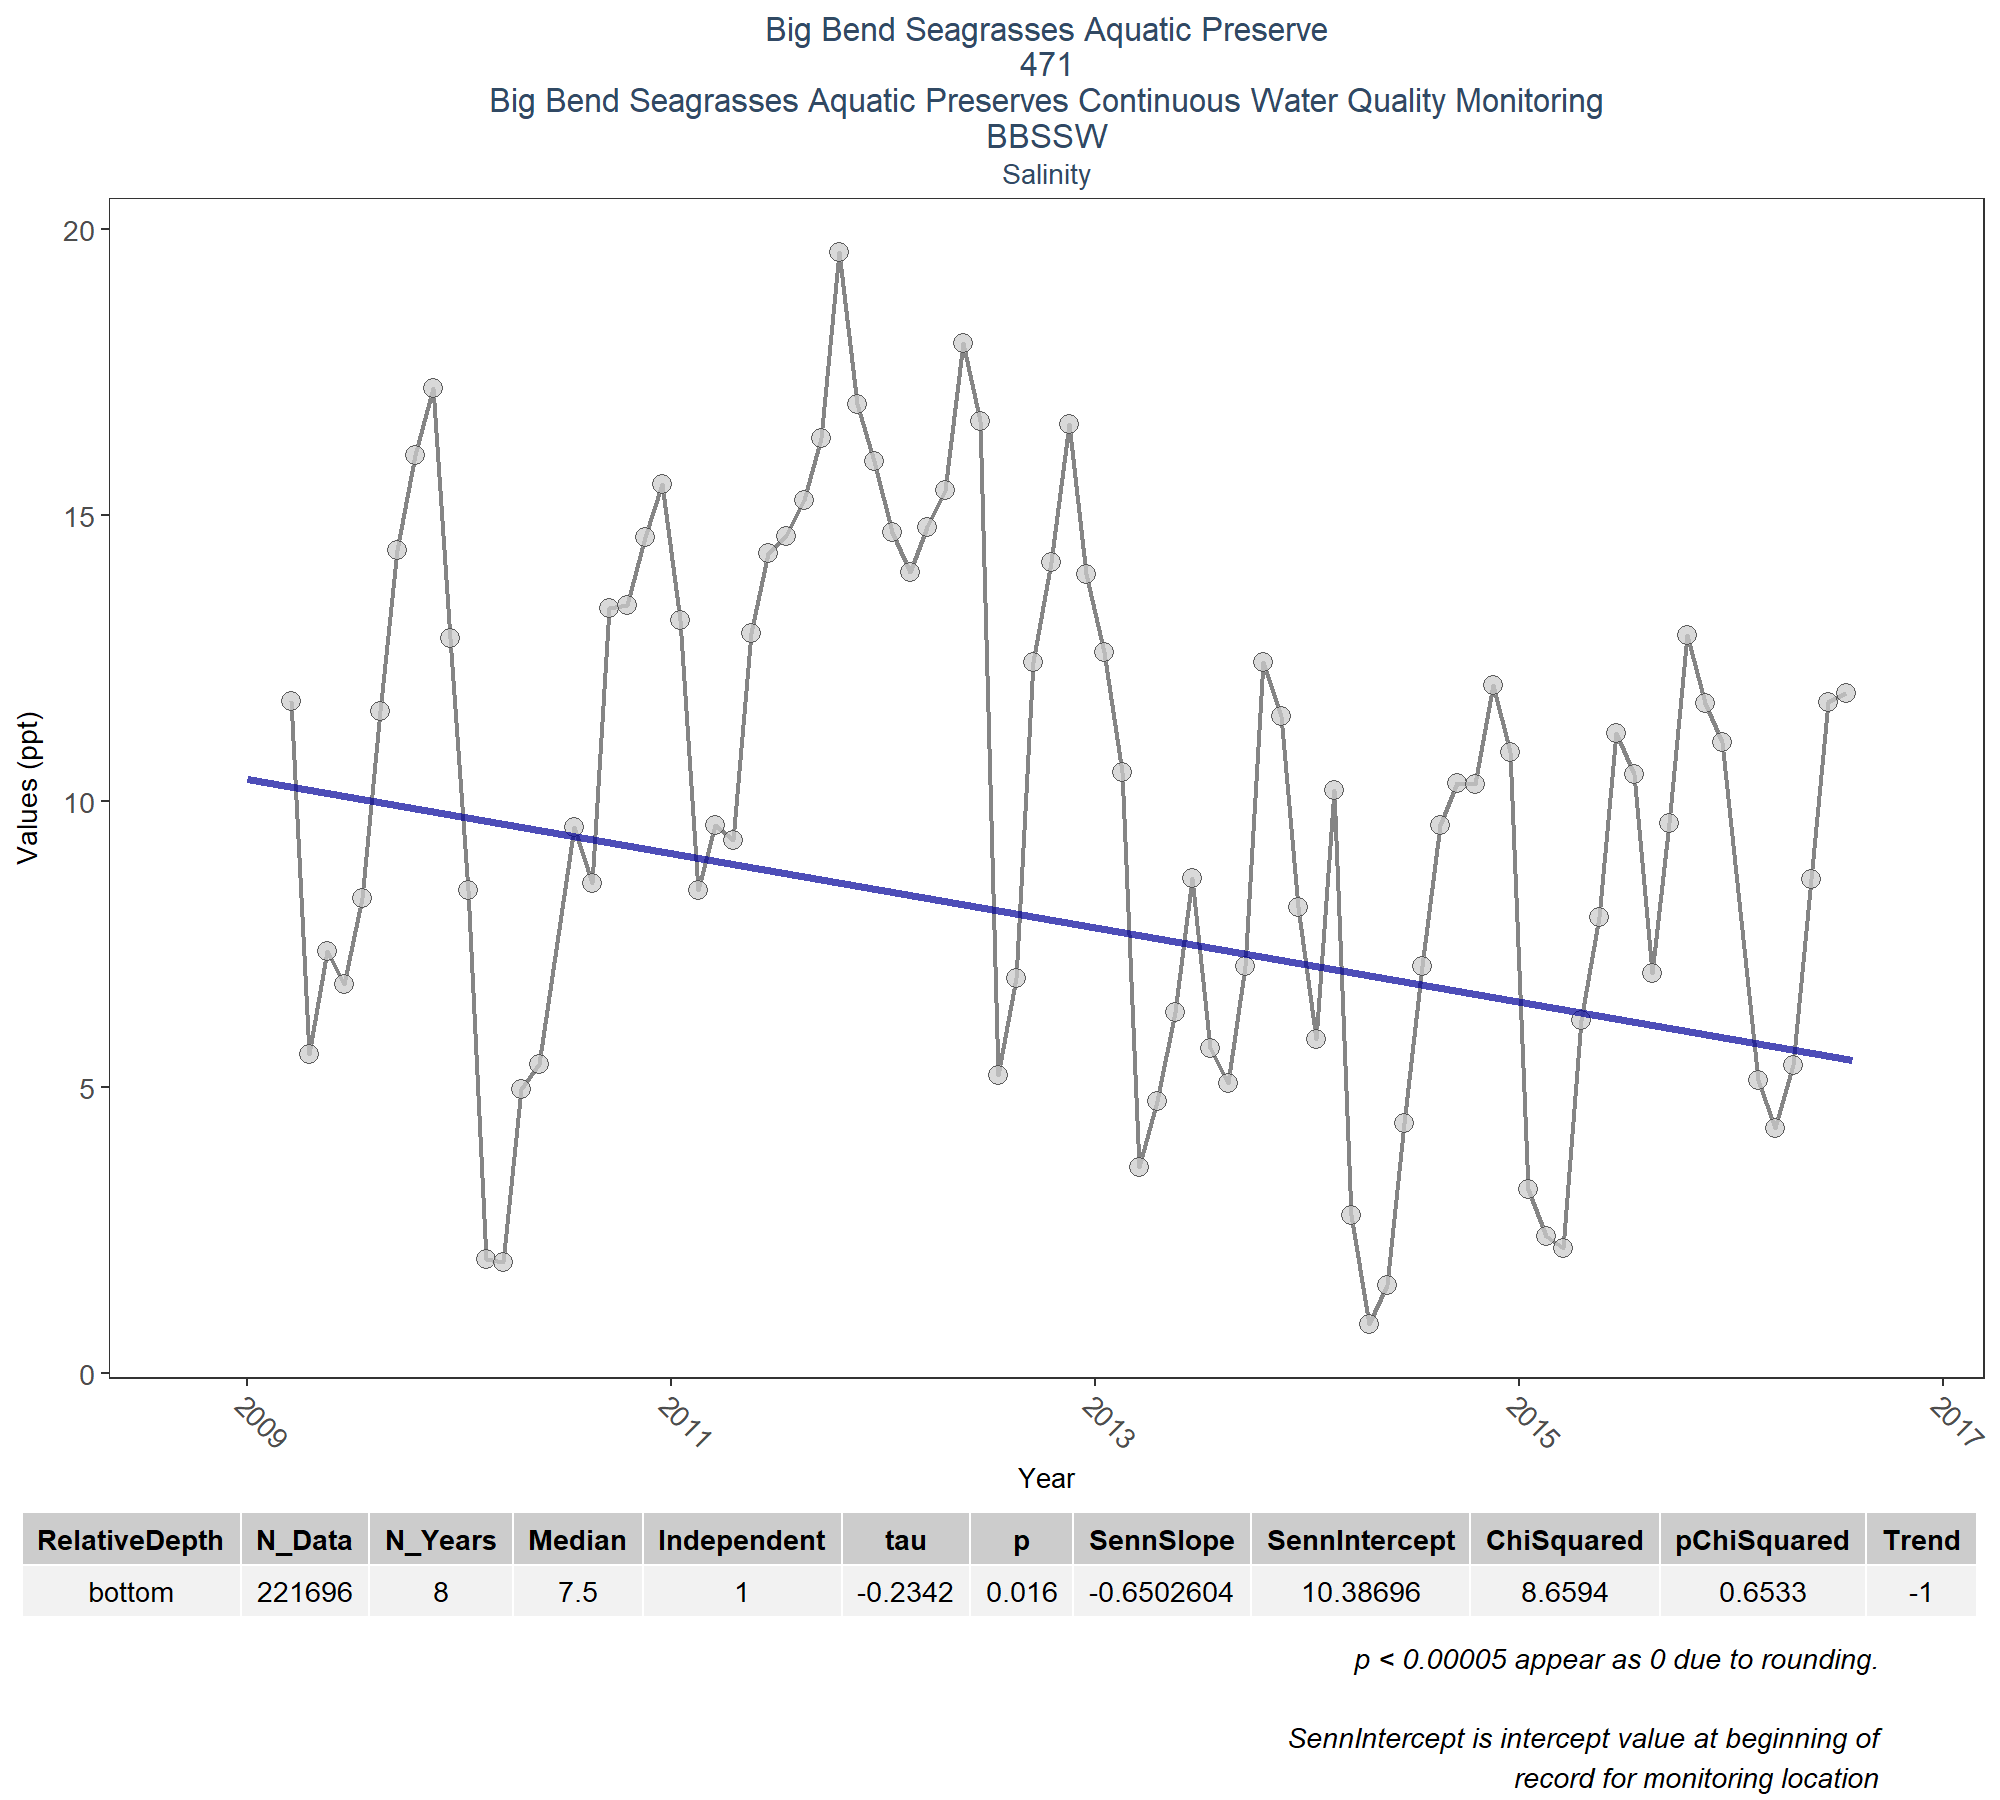 Big Bend Seagrasses Aquatic Preserve
471
Big Bend Seagrasses Aquatic Preserves Continuous Water Quality Monitoring
BBSSW
Salinity
20
15
10
5
0
Values (ppt)
2009 2011 2013 2015 2017
Year
RelativeDepth N_Data N_Years Median Independent tau p SennSlope SennIntercept ChiSquared pChiSquared Trend
bottom 221696 8 7.5 1 -0.2342 0.016 -0.6502604 10.38696 8.6594 0.6533 -1
p < 0.00005 appear as 0 due to rounding.
SennIntercept is intercept value at beginning of
record for monitoring location